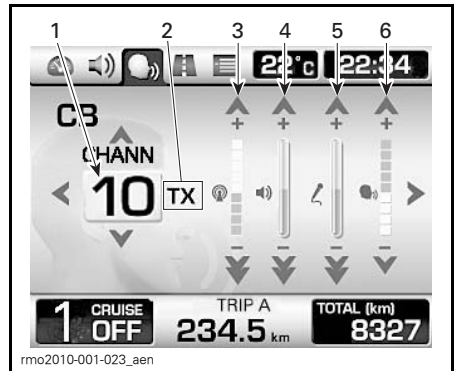 1 2 3 4 5 6
22°c 22:34
CB
CHANN
+ + + +
10 TX
− − − −
1 CRUISE OFF
TRIP A
234.5 km
TOTAL (km)
8327
rmo2010-001-023_aen